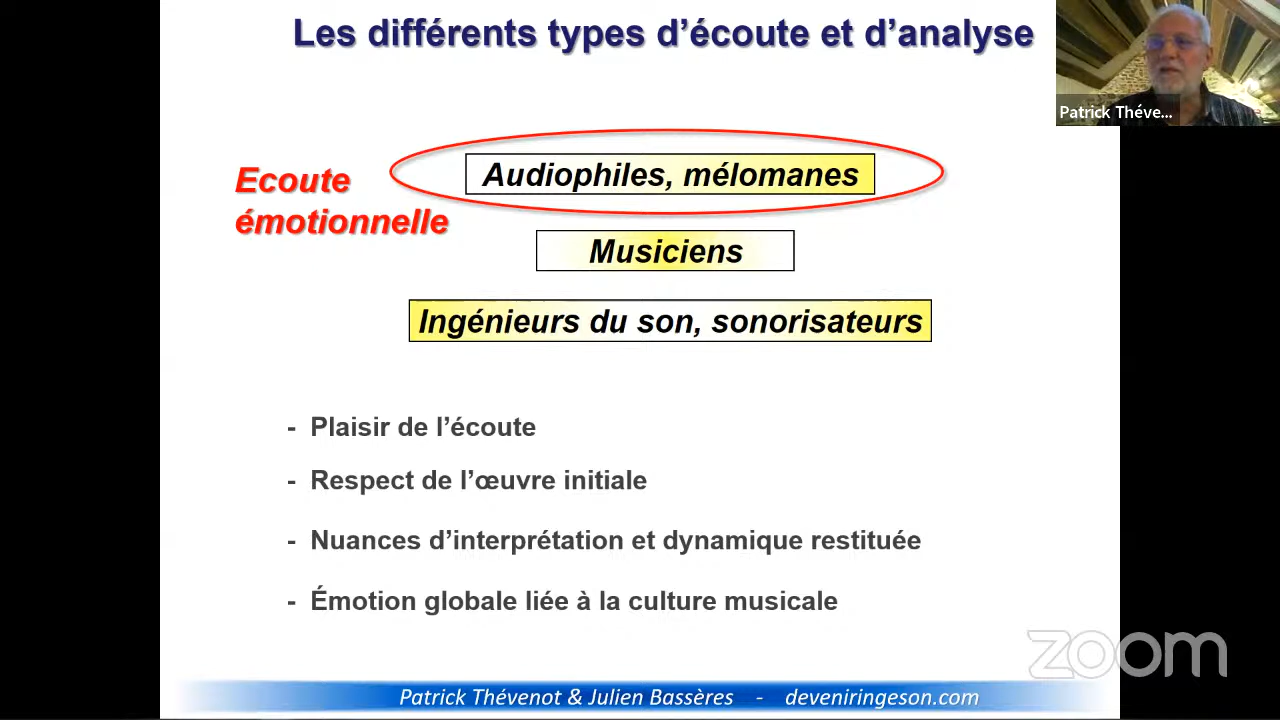 Les différents types d’écoute et d’analyse
Patrick Théve...
Audiophiles, mélomanes
Ecoute
émotionnelle
Musiciens
Ingénieurs du son, sonorisateurs
- Plaisir de l’écoute
- Respect de l’œuvre initiale
- Nuances d’interprétation et dynamique restituée
- Émotion globale liée à la culture musicale
zoom
Patrick Thévenot & Julien Bassères - deveniringeson.com